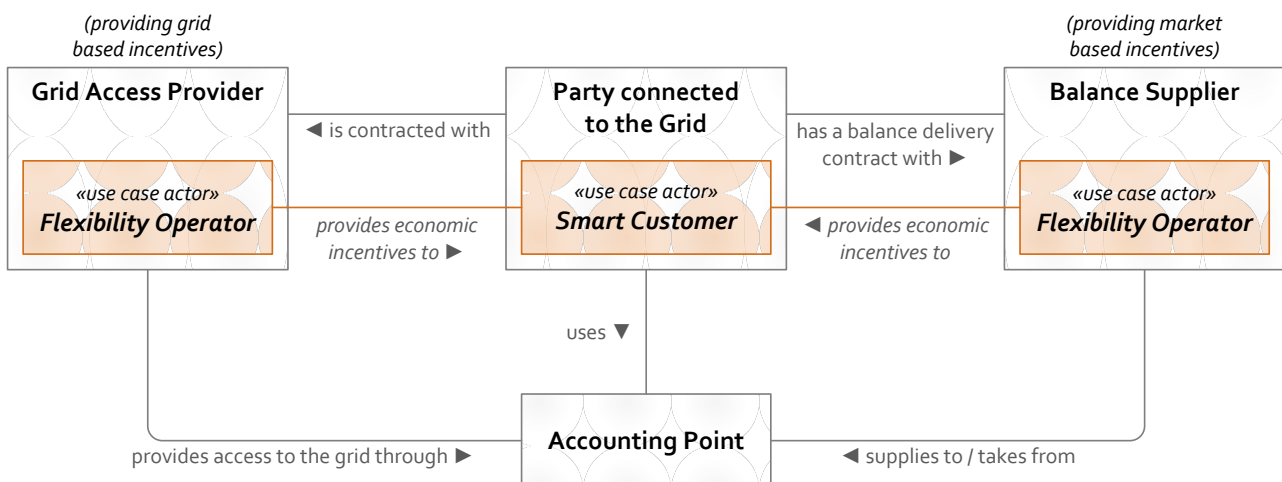 (providing grid
based incentives)
(providing market
based incentives)
Grid Access Provider
Party connected
to the Grid
Balance Supplier
◄ is contracted with
has a balance delivery
contract with ►
«use case actor»
Flexibility Operator
«use case actor»
Smart Customer
«use case actor»
Flexibility Operator
provides economic
incentives to ►
◄ provides economic
incentives to
uses ▼
Accounting Point
provides access to the grid through ►
◄ supplies to / takes from